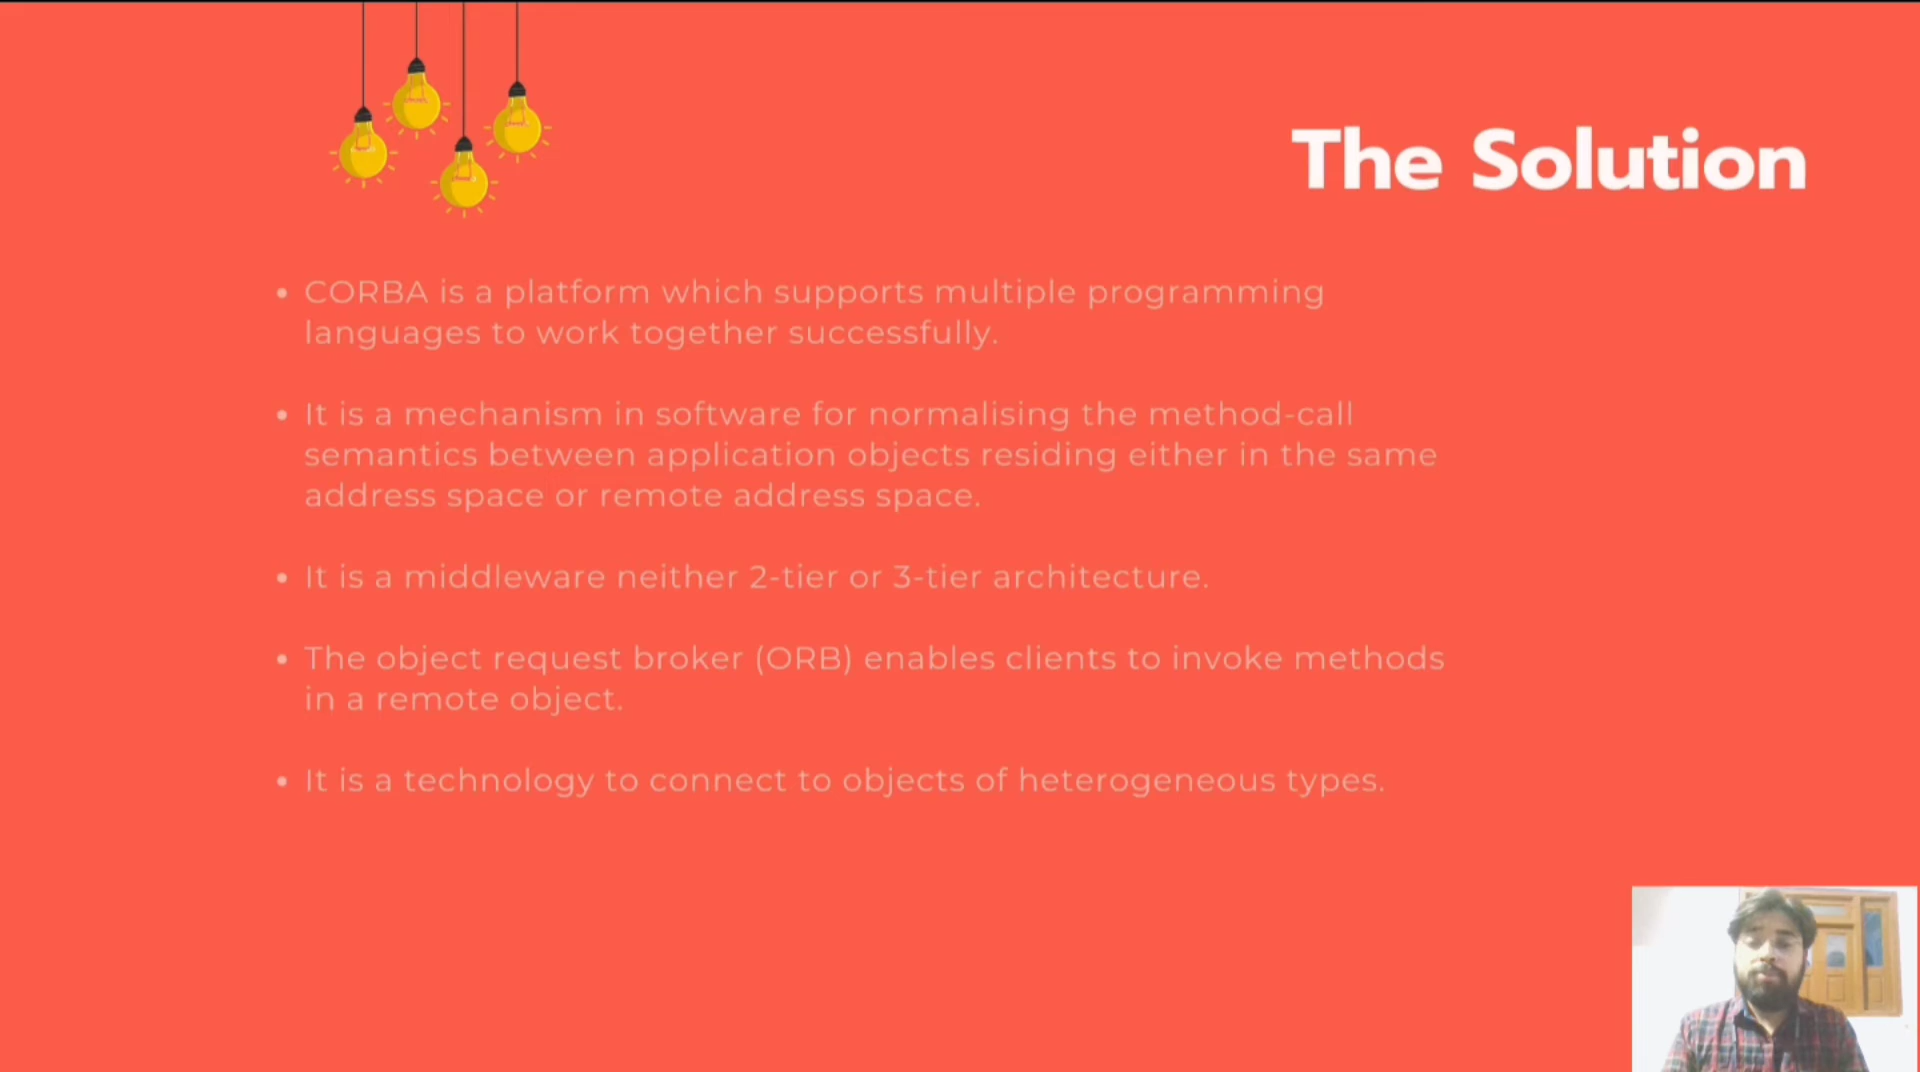 The Solution
• CORBA is a platform which supports multiple programming
languages to work together successfully.
• It is a mechanism in software for normalising the method-call
semantics between application objects residing either in the same
address space or remote address space.
• It is a middleware neither 2-tier or 3-tier architecture.
• The object request broker (ORB) enables clients to invoke methods
in a remote object.
• It is a technology to connect to objects of heterogeneous types.